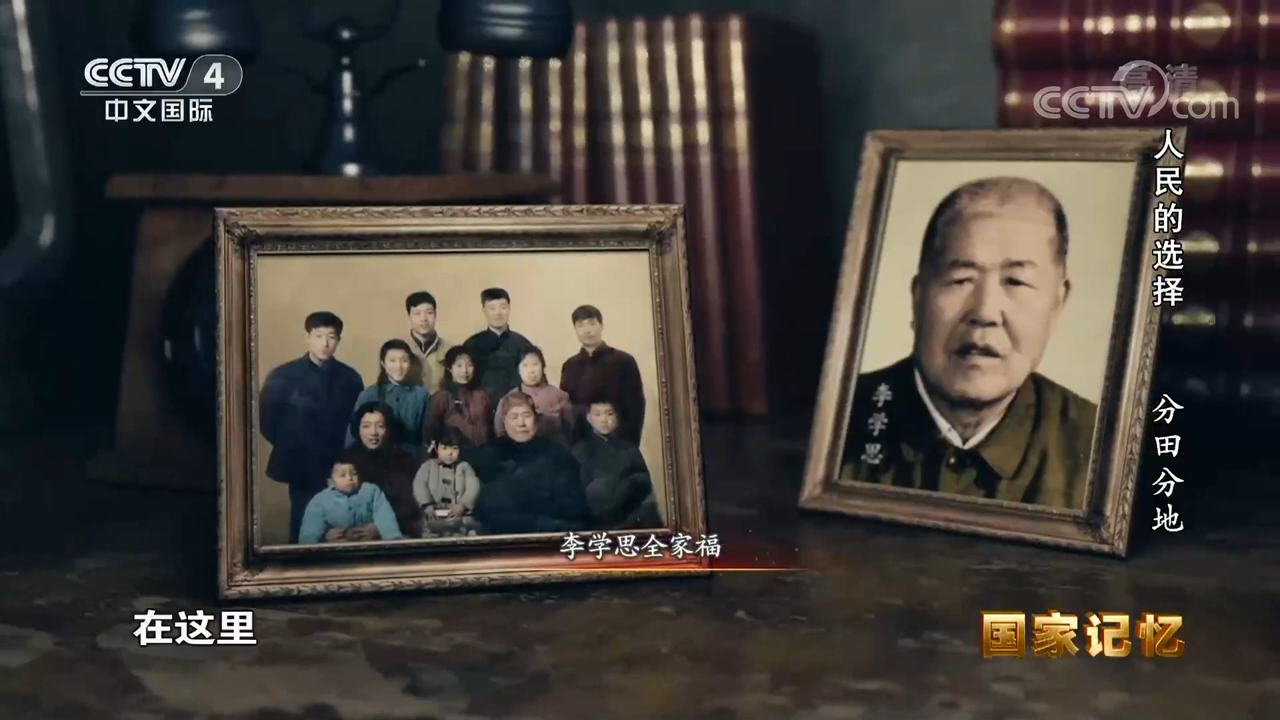 CCTV 4
中文国际
高清
CCTV.com
人民的选择
分田分地
李学思
李学思全家福
在这里
国家记忆